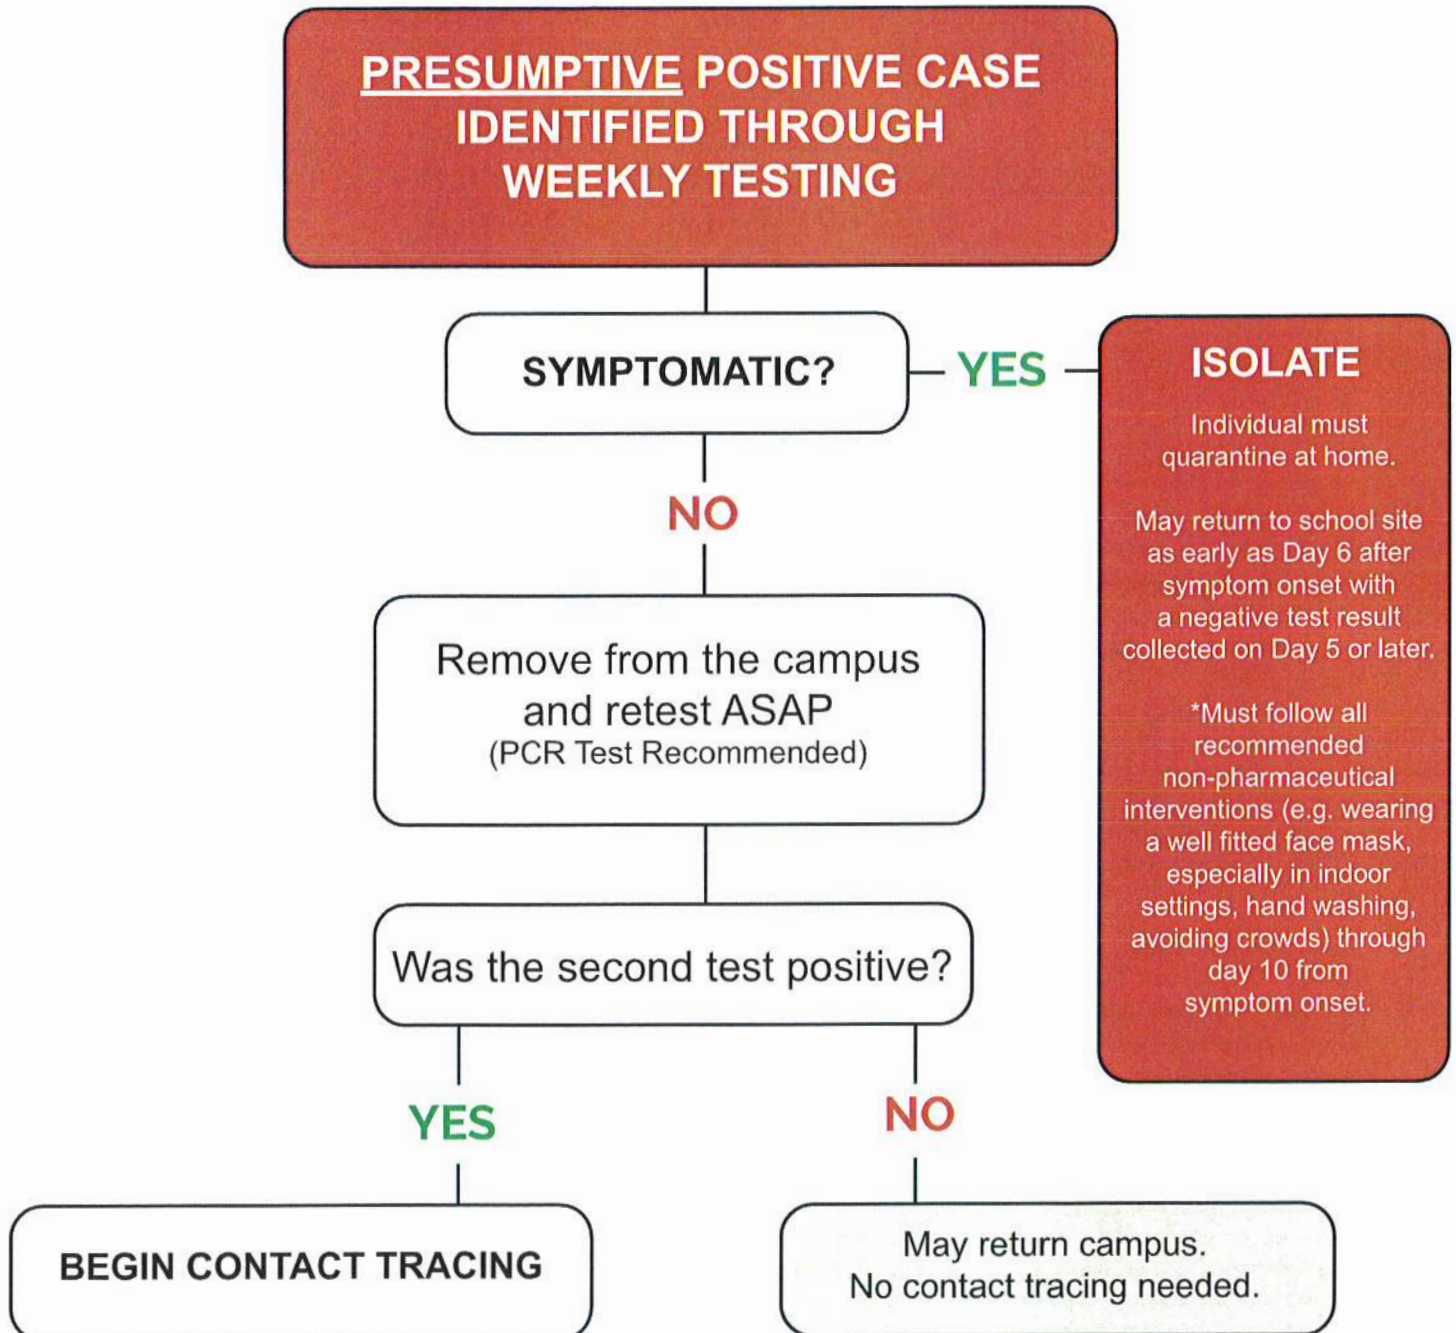 PRESUMPTIVE POSITIVE CASE
IDENTIFIED THROUGH
WEEKLY TESTING
SYMPTOMATIC?
YES
ISOLATE
Individual must
quarantine at home.
May return to school site
as early as Day 6 after
symptom onset with
a negative test result
collected on Day 5 or later.
*Must follow all
recommended
non-pharmaceutical
interventions (e.g. wearing
a well fitted face mask,
especially in indoor
settings, hand washing,
avoiding crowds) through
day 10 from
symptom onset.
NO
Remove from the campus
and retest ASAP
(PCR Test Recommended)
Was the second test positive?
YES
NO
BEGIN CONTACT TRACING
May return campus.
No contact tracing needed.